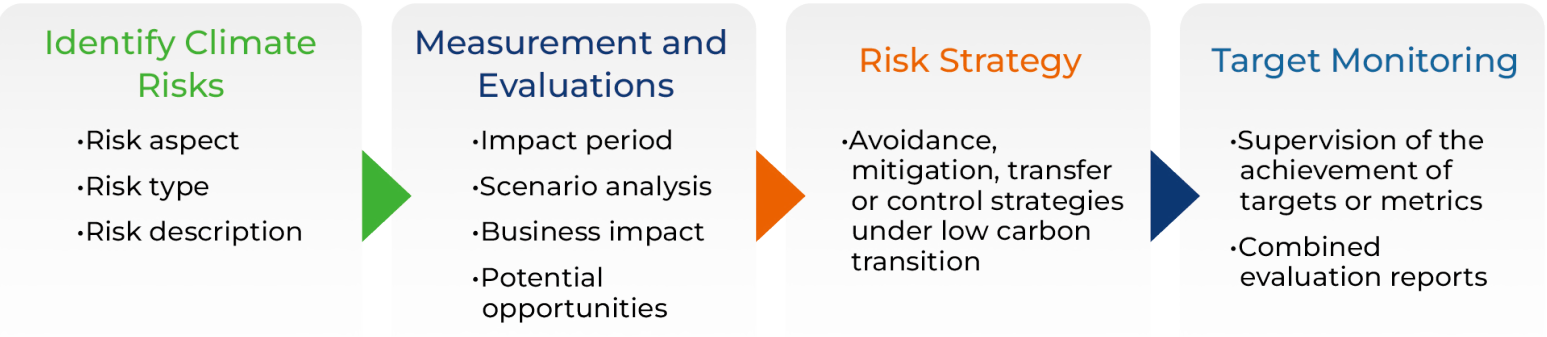 Identify Climate
Risks
·Risk aspect
·Risk type
·Risk description
Measurement and
Evaluations
·Impact period
·Scenario analysis
·Business impact
·Potential
opportunities
Risk Strategy
·Avoidance,
mitigation, transfer
or control strategies
under low carbon
transition
Target Monitoring
·Supervision of the
achievement of
targets or metrics
·Combined
evaluation reports